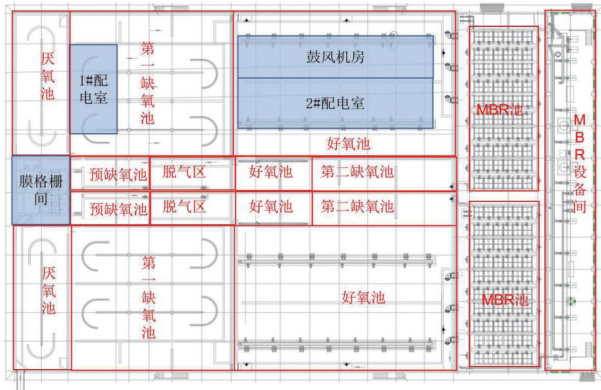 厌氧池
1#配
电室
第一缺氧池
鼓风机房
2#配电室
好氧池
MBR池
MBR设备间
膜格栅
间
预缺氧池
脱气区
好氧池
第二缺氧池
预缺氧池
脱气区
好氧池
第二缺氧池
厌氧池
第一缺氧池
好氧池
MBR池